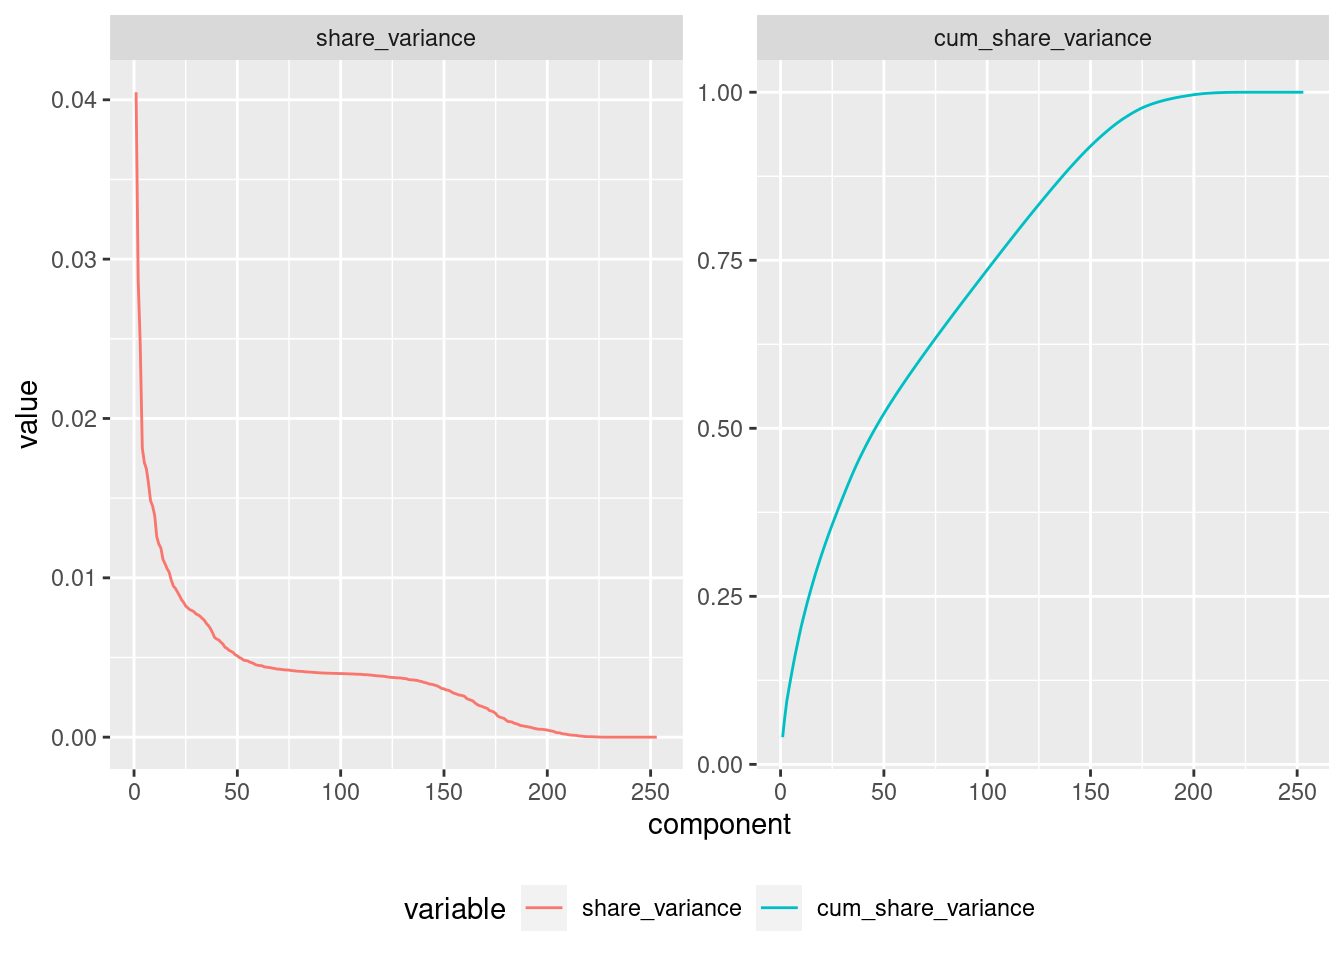 share_variance
cum_share_variance
value
0.04
0.03
0.02
0.01
0.00
1.00
0.75
0.50
0.25
0.00
0 50 100 150 200 250
0 50 100 150 200 250
component
variable share_variance cum_share_variance